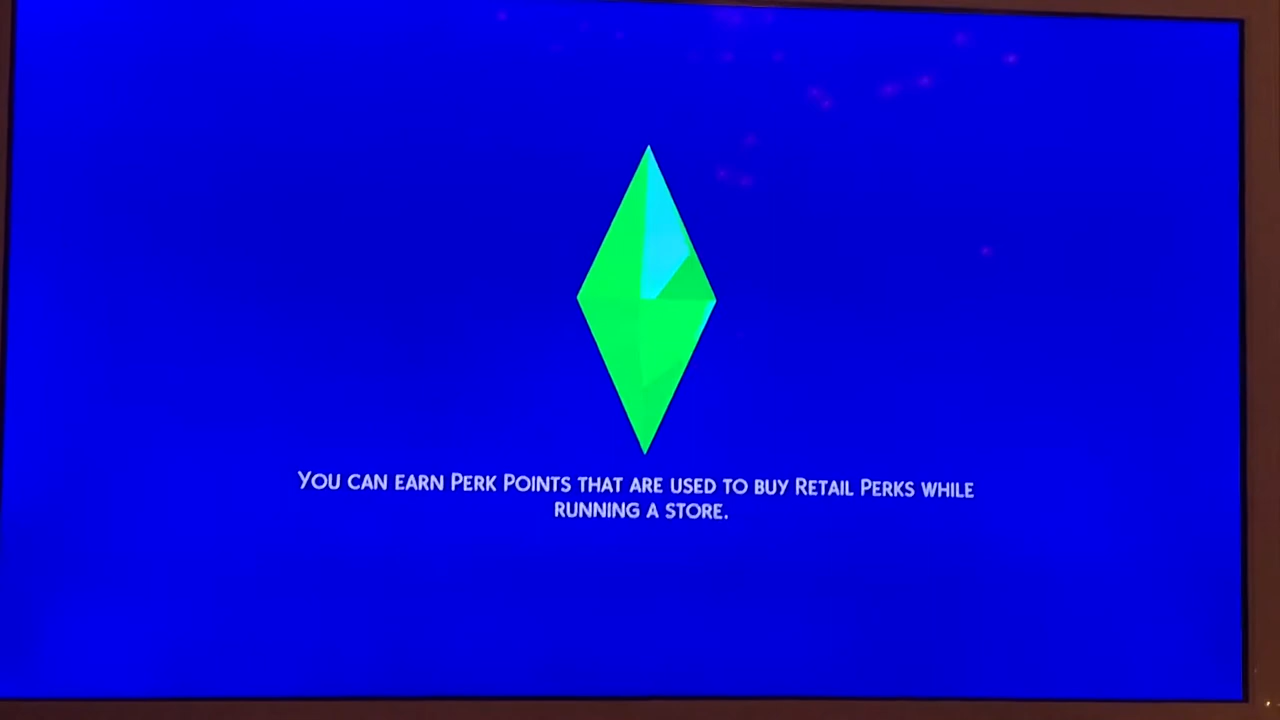 You can earn Perk Points that are used to buy Retail Perks while
running a store.